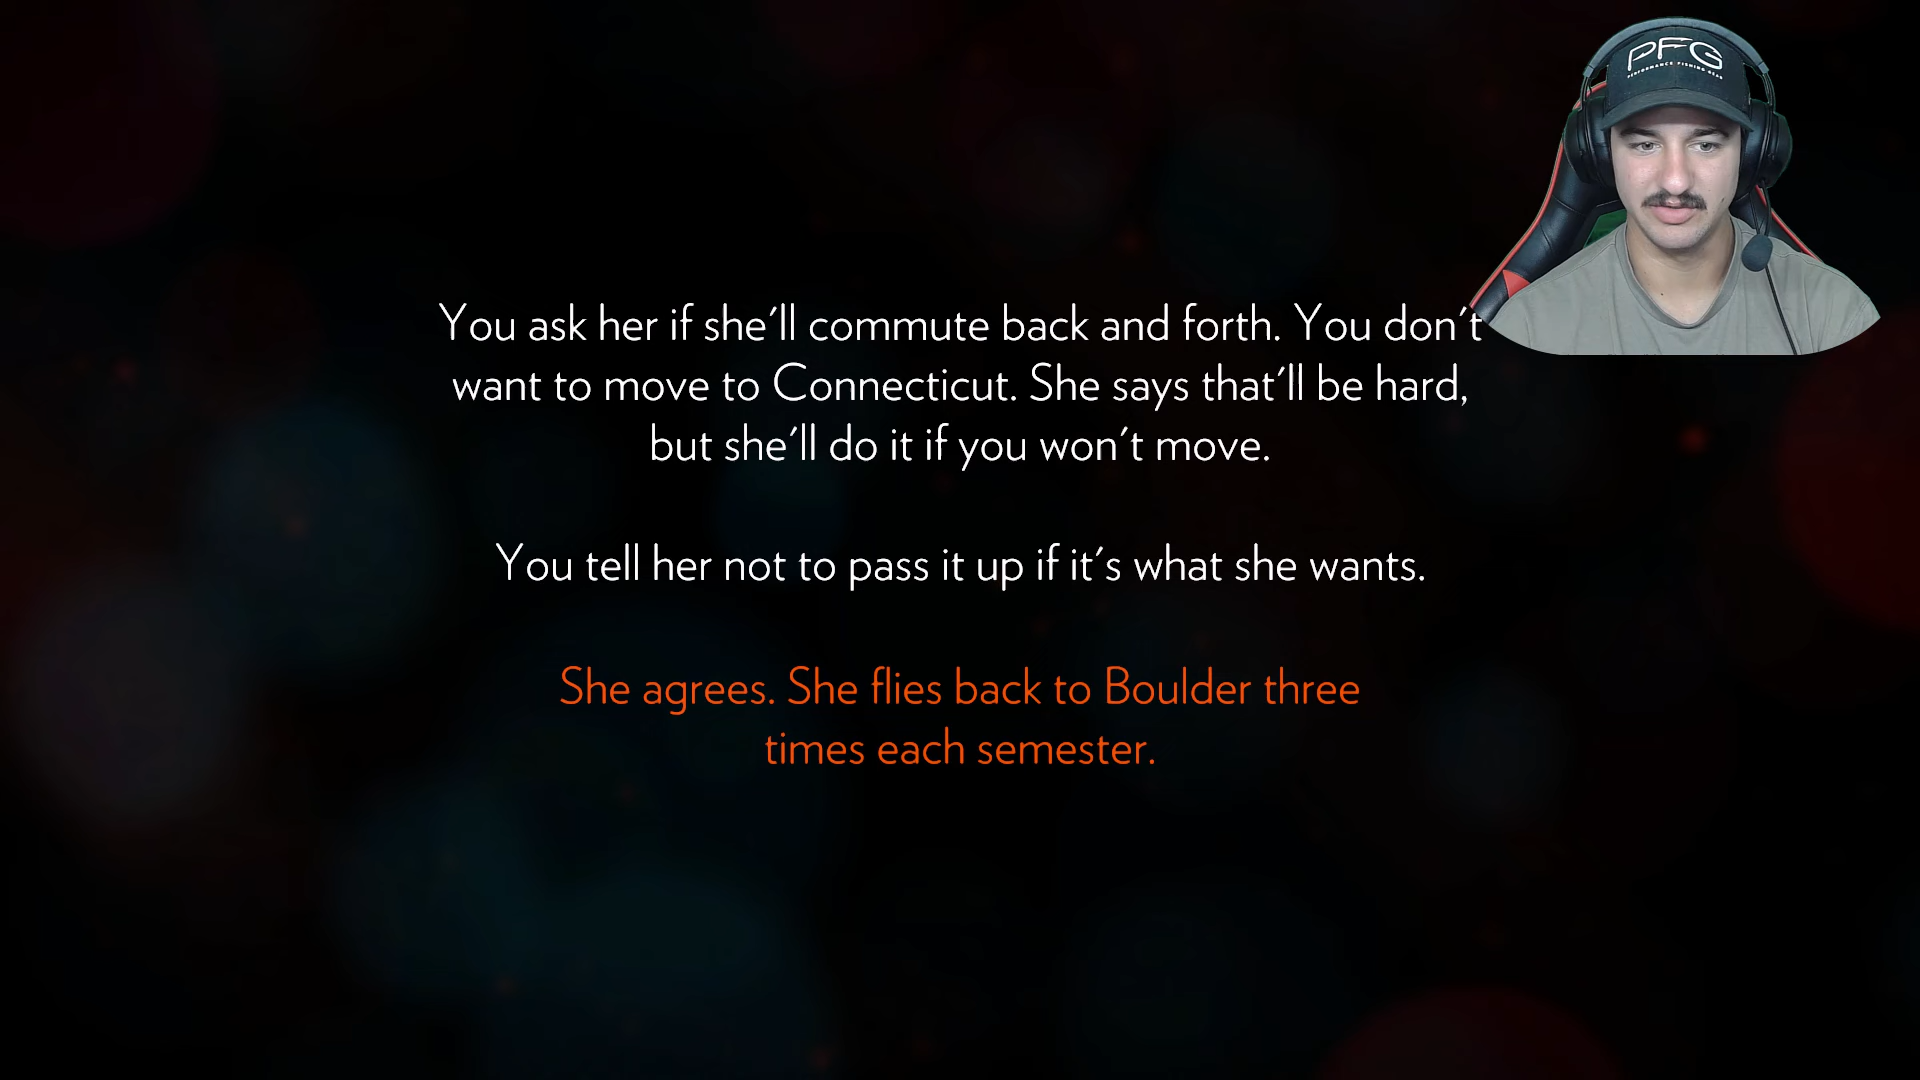 PFG
PERFORMANCE FISHING GEAR
You ask her if she'll commute back and forth. You don't
want to move to Connecticut. She says that'll be hard,
but she'll do it if you won't move.
You tell her not to pass it up if it's what she wants.
She agrees. She flies back to Boulder three
times each semester.